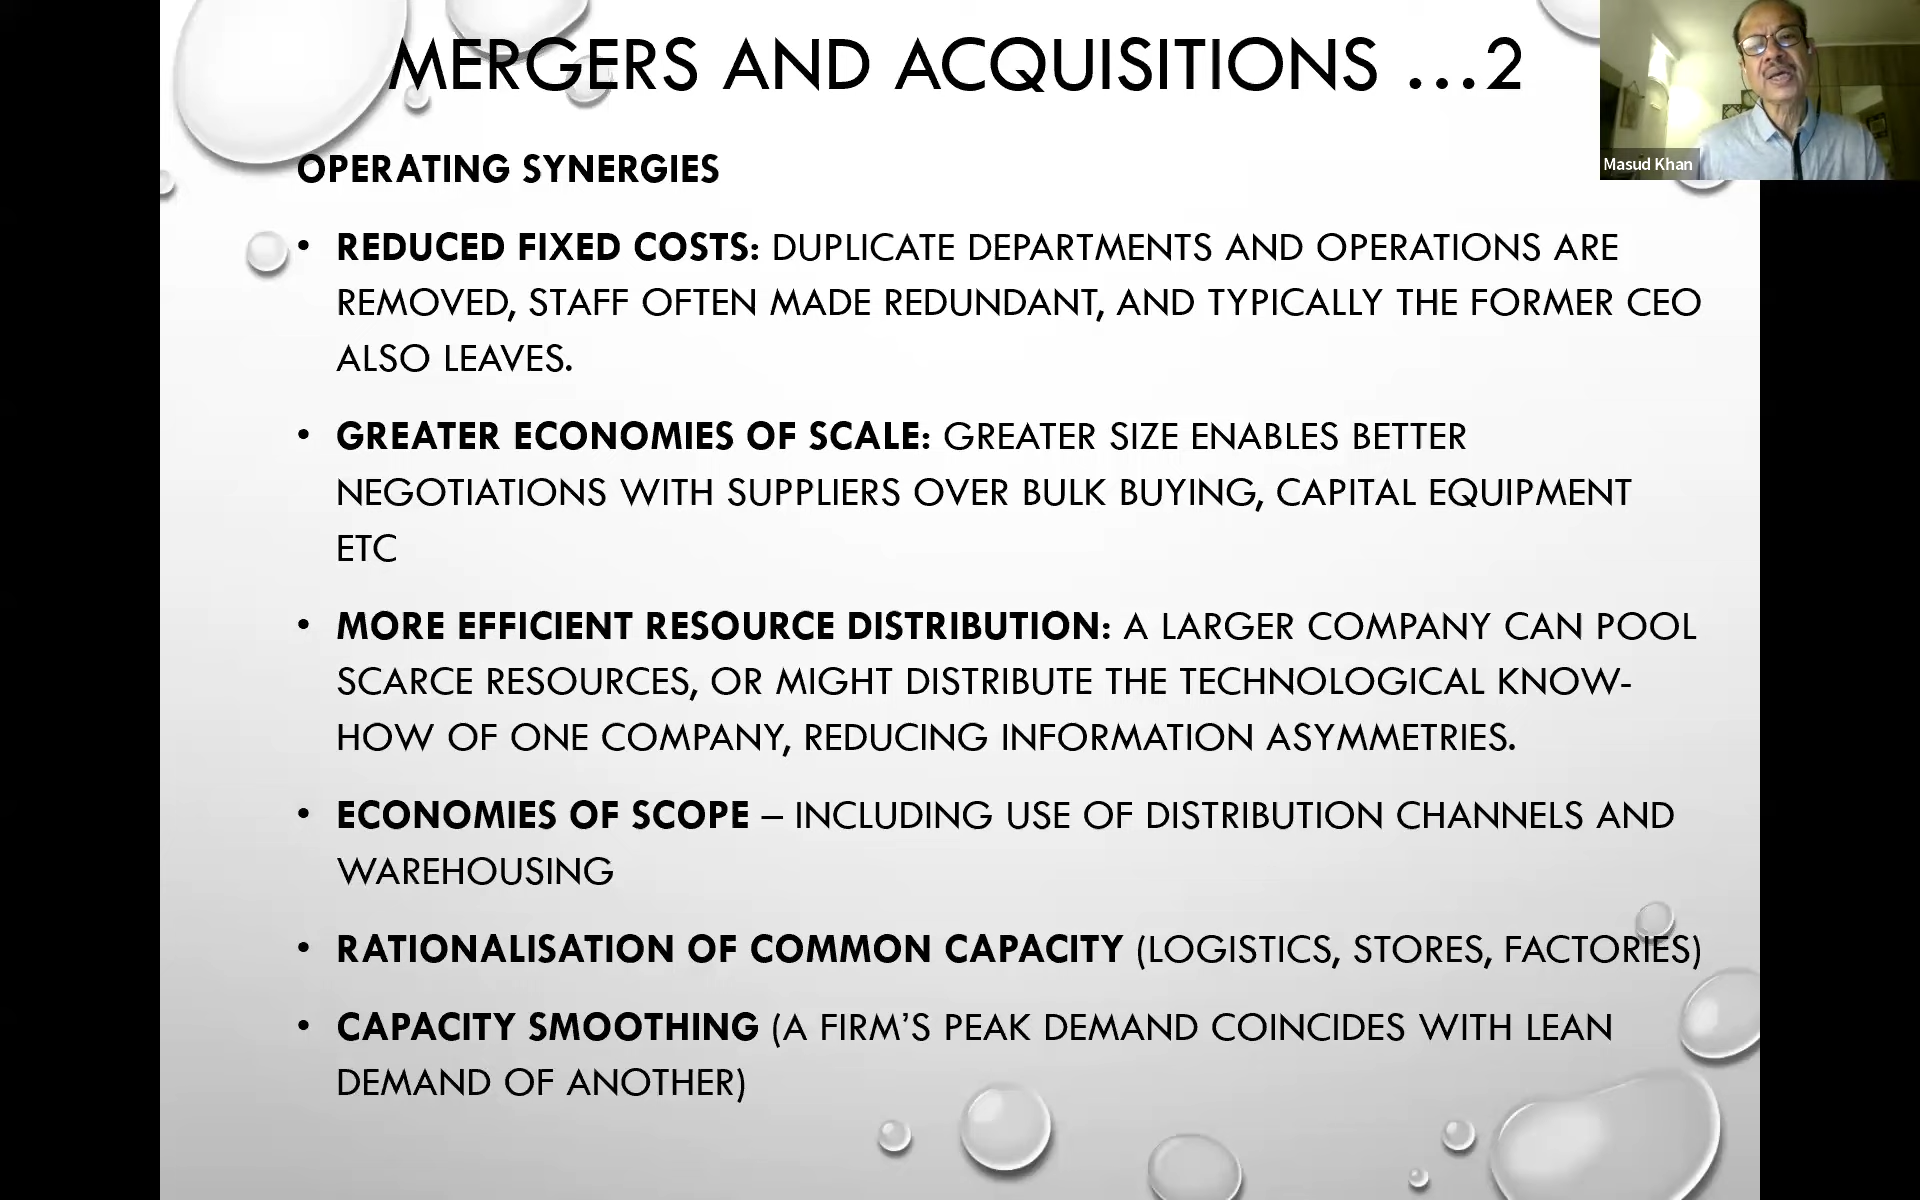 MERGERS AND ACQUISITIONS ...2
Masud Khan
OPERATING SYNERGIES
• REDUCED FIXED COSTS: DUPLICATE DEPARTMENTS AND OPERATIONS ARE
REMOVED, STAFF OFTEN MADE REDUNDANT, AND TYPICALLY THE FORMER CEO
ALSO LEAVES.
• GREATER ECONOMIES OF SCALE: GREATER SIZE ENABLES BETTER
NEGOTIATIONS WITH SUPPLIERS OVER BULK BUYING, CAPITAL EQUIPMENT
ETC
• MORE EFFICIENT RESOURCE DISTRIBUTION: A LARGER COMPANY CAN POOL
SCARCE RESOURCES, OR MIGHT DISTRIBUTE THE TECHNOLOGICAL KNOW-
HOW OF ONE COMPANY, REDUCING INFORMATION ASYMMETRIES.
• ECONOMIES OF SCOPE – INCLUDING USE OF DISTRIBUTION CHANNELS AND
WAREHOUSING
• RATIONALISATION OF COMMON CAPACITY (LOGISTICS, STORES, FACTORIES)
• CAPACITY SMOOTHING (A FIRM’S PEAK DEMAND COINCIDES WITH LEAN
DEMAND OF ANOTHER)